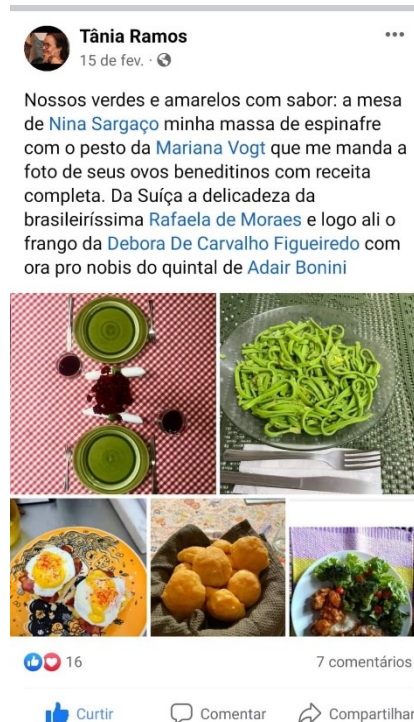 Tânia Ramos
15 de fev. ·
Nossos verdes e amarelos com sabor: a mesa
de Nina Sargaço minha massa de espinafre
com o pesto da Mariana Vogt que me manda a
foto de seus ovos beneditinos com receita
completa. Da Suíça a delicadeza da
brasileiríssima Rafaela de Moraes e logo ali o
frango da Debora De Carvalho Figueiredo com
ora pro nobis do quintal de Adair Bonini
16
7 comentários
Curtir
Comentar
Compartilhar